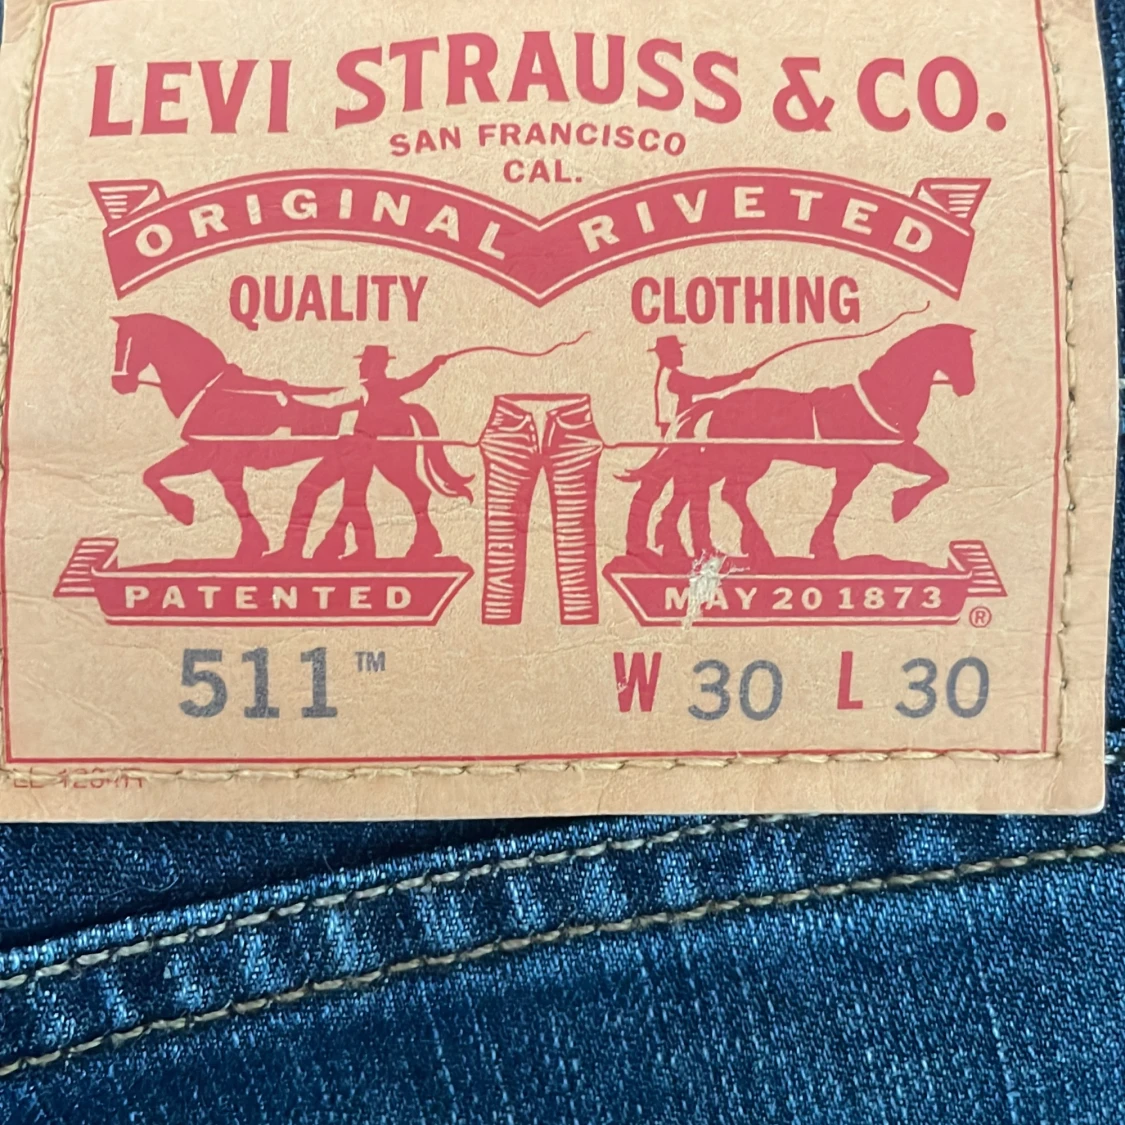 LEVI STRAUSS & CO.
SAN FRANCISCO
CAL.
ORIGINAL RIVETED
QUALITY CLOTHING
PATENTED MAY 20 1873 ®
511™ W 30 L 30